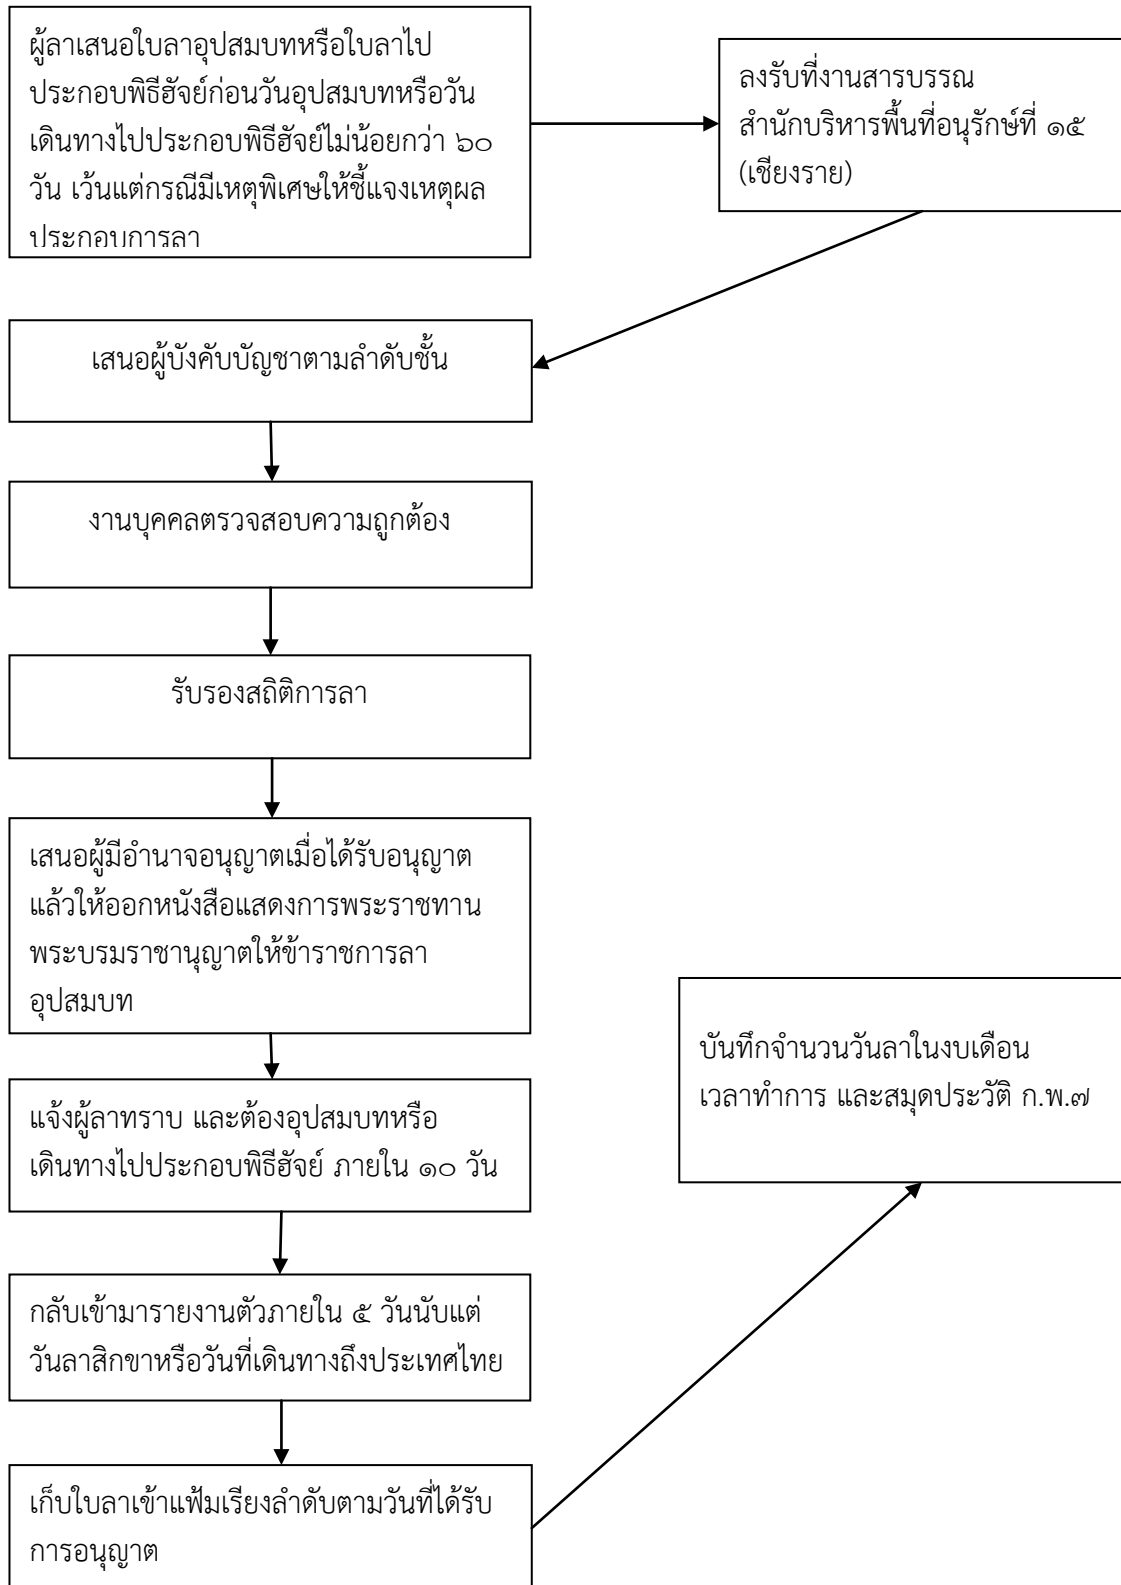 ผู้ลาเสนอใบลาอุปสมบทหรือใบลาไป
ประกอบพิธีฮัจย์ก่อนวันอุปสมบทหรือวัน
เดินทางไปประกอบพิธีฮัจย์ไม่น้อยกว่า ๖๐
วัน เว้นแต่กรณีมีเหตุพิเศษให้ชี้แจงเหตุผล
ประกอบการลา
ลงรับที่งานสารบรรณ
สำนักบริหารพื้นที่อนุรักษ์ที่ ๑๕
(เชียงราย)
เสนอผู้บังคับบัญชาตามลำดับชั้น
งานบุคคลตรวจสอบความถูกต้อง
รับรองสถิติการลา
เสนอผู้มีอำนาจอนุญาตเมื่อได้รับอนุญาต
แล้วให้ออกหนังสือแสดงการพระราชทาน
พระบรมราชานุญาตให้ข้าราชการลา
อุปสมบท
แจ้งผู้ลาทราบ และต้องอุปสมบทหรือ
เดินทางไปประกอบพิธีฮัจย์ ภายใน ๑๐ วัน
กลับเข้ามารายงานตัวภายใน ๕ วันนับแต่
วันลาสิกขาหรือวันที่เดินทางถึงประเทศไทย
เก็บใบลาเข้าแฟ้มเรียงลำดับตามวันที่ได้รับ
การอนุญาต
บันทึกจำนวนวันลาในงบเดือน
เวลาทำการ และสมุดประวัติ ก.พ.๗